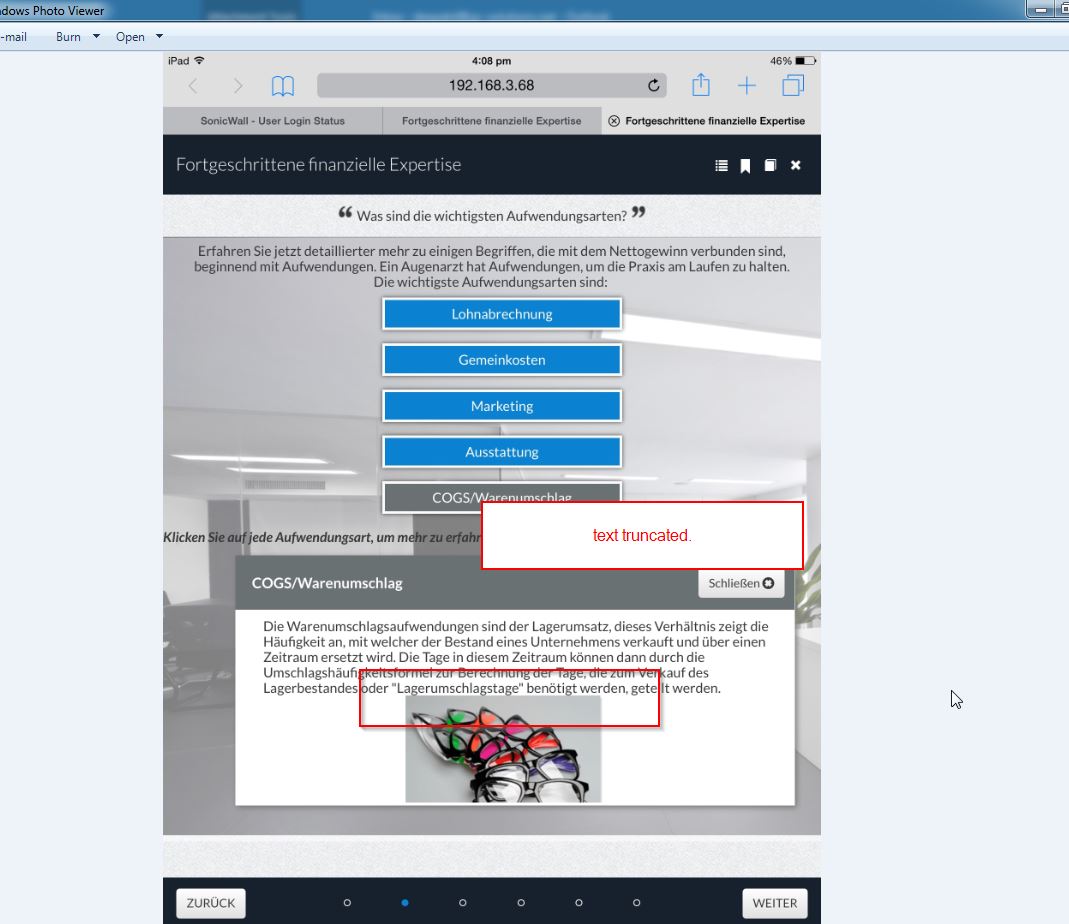 dows Photo Viewer
-mail Burn Open
iPad 4:08 pm 46%
192.168.3.68
SonicWall - User Login Status Fortgeschrittene finanzielle Expertise Fortgeschrittene finanzielle Expertise
Fortgeschrittene finanzielle Expertise
“ Was sind die wichtigsten Aufwendungsarten? ”
Erfahren Sie jetzt detaillierter mehr zu einigen Begriffen, die mit dem Nettogewinn verbunden sind,
beginnend mit Aufwendungen. Ein Augenarzt hat Aufwendungen, um die Praxis am Laufen zu halten.
Die wichtigste Aufwendungsarten sind:
Lohnabrechnung
Gemeinkosten
Marketing
Ausstattung
COGS/Warenumschlag
text truncated.
Klicken Sie auf jede Aufwendungsart, um mehr zu erfahr
COGS/Warenumschlag Schließen
Die Warenumschlagsaufwendungen sind der Lagerumsatz, dieses Verhältnis zeigt die
Häufigkeit an, mit welcher der Bestand eines Unternehmens verkauft und über einen
Zeitraum ersetzt wird. Die Tage in diesem Zeitraum können dann durch die
Umschlagshäufigkeitsformel zur Berechnung der Tage, die zum Verkauf des
Lagerbestandes oder "Lagerumschlagstage" benötigt werden, geteilt werden.
ZURÜCK WEITER